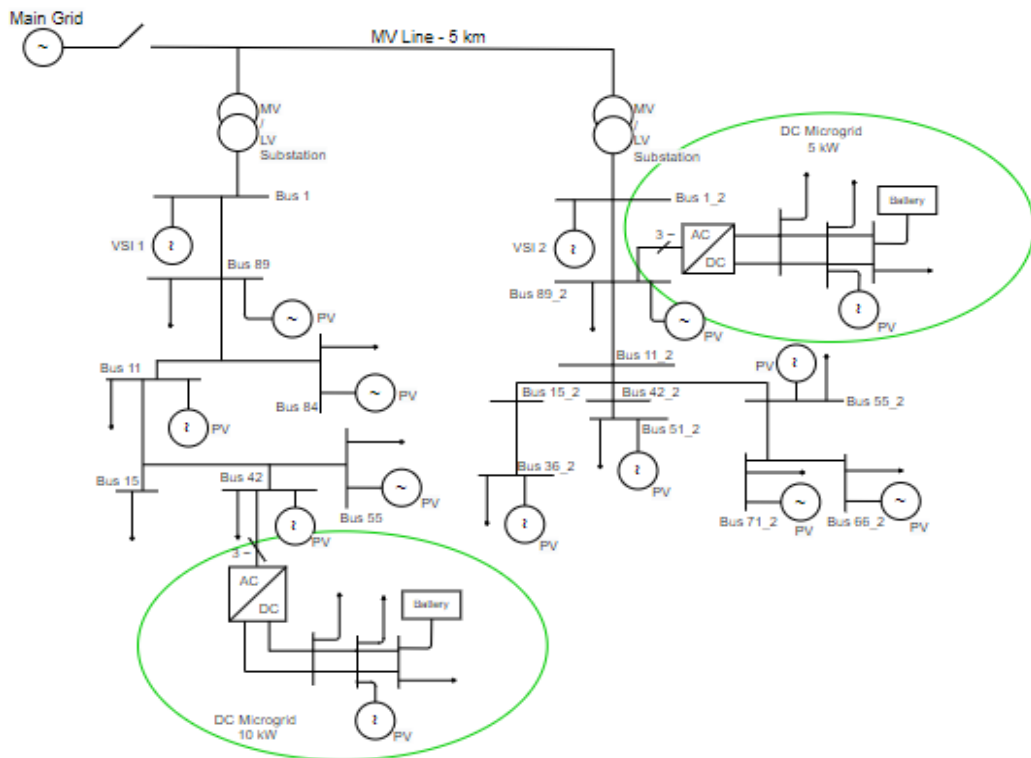 Main Grid
~
MV Line - 5 km
MV
/
LV
Substation
MV
/
LV
Substation
DC Microgrid
5 kW
Bus 1
Bus 1_2
Battery
VSI 1
~
VSI 2
~
3 ~
AC
DC
Bus 89
Bus 89_2
~
PV
~
PV
~
PV
Bus 11
Bus 11_2
~
PV
Bus 84
~
PV
PV
~
Bus 15_2
Bus 42_2
Bus 55_2
Bus 51_2
Bus 15
Bus 42
Bus 55
~
PV
~
PV
Bus 36_2
~
PV
~
PV
Bus 71_2
~
PV
Bus 66_2
~
PV
3 ~
AC
DC
Battery
~
PV
DC Microgrid
10 kW